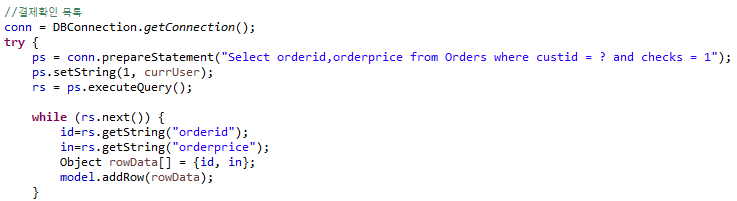 //결제확인 목록
conn = DBConnection.getConnection();
try {
ps = conn.prepareStatement("Select orderid,orderprice from Orders where custid = ? and checks = 1");
ps.setString(1, currUser);
rs = ps.executeQuery();
while (rs.next()) {
id=rs.getString("orderid");
in=rs.getString("orderprice");
Object rowData[] = {id, in};
model.addRow(rowData);
}